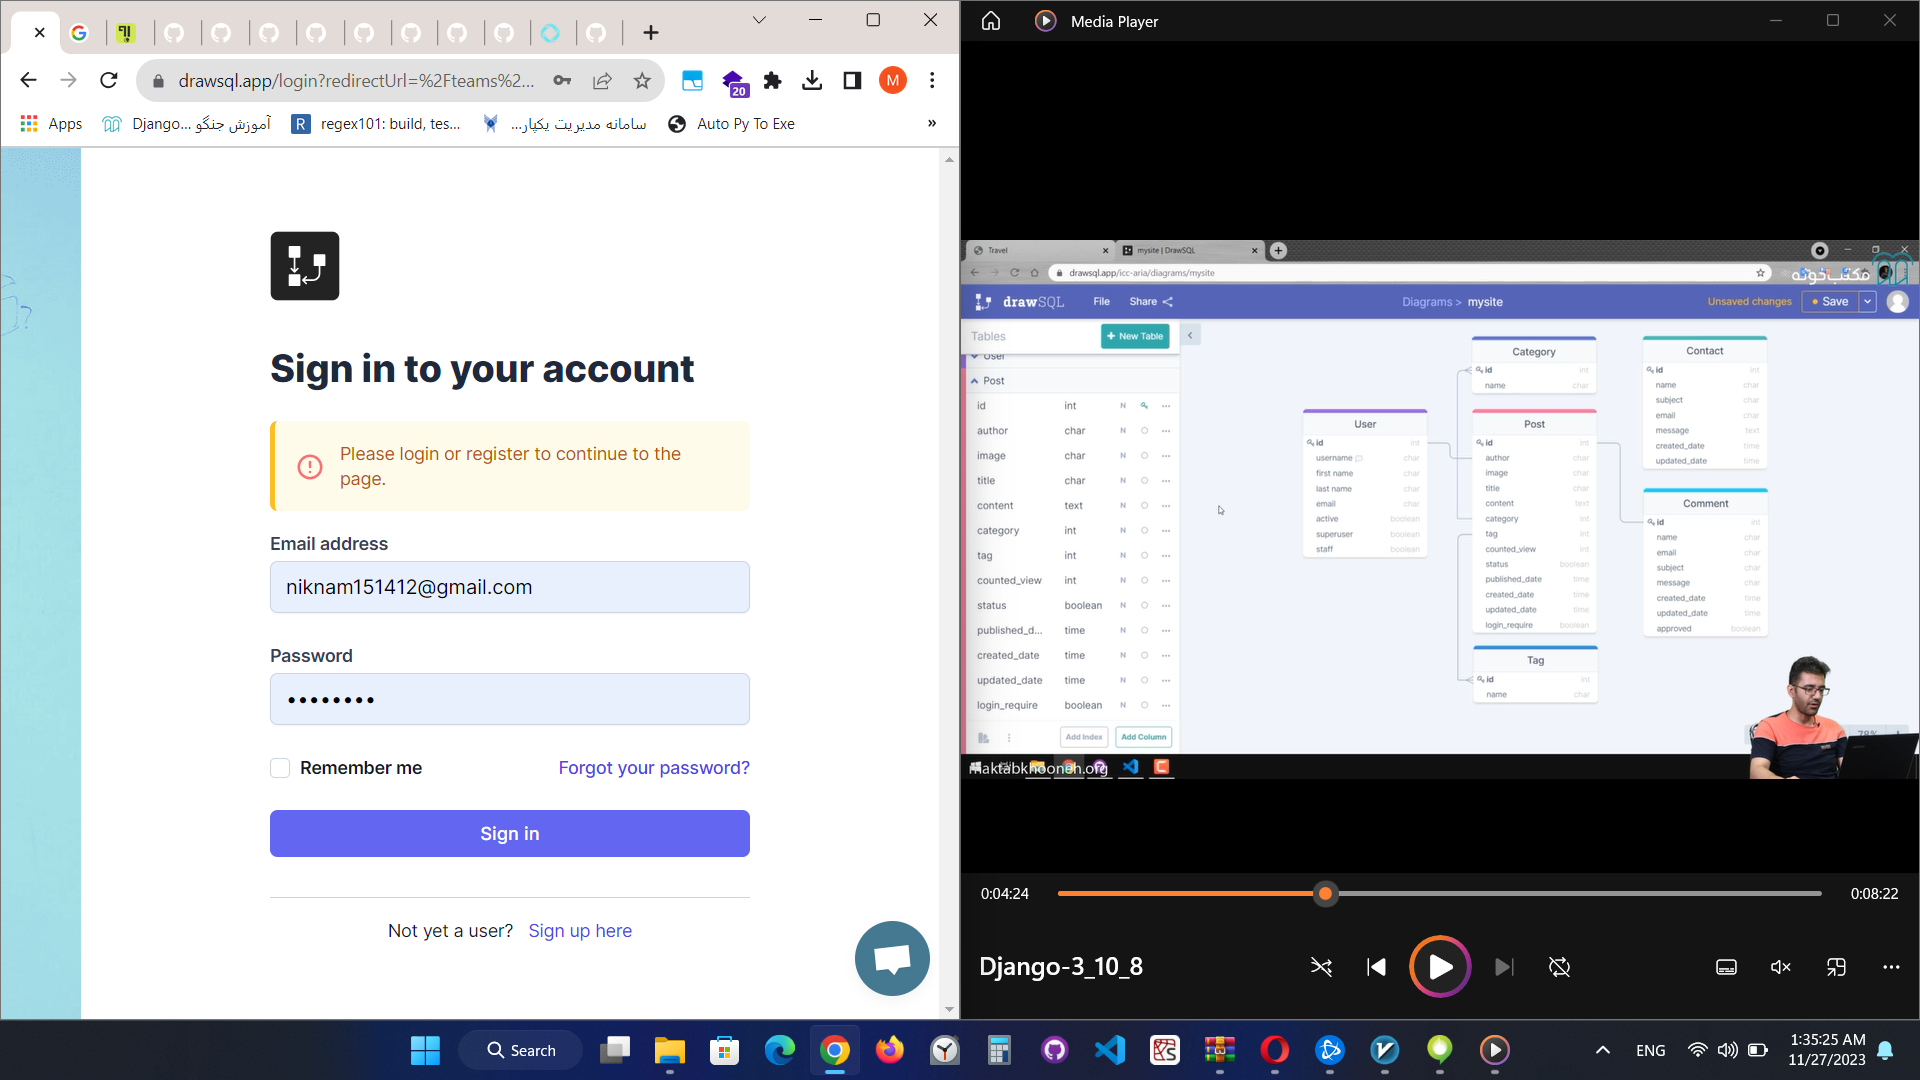 drawsql.app/login?redirectUrl=%2Fteams%2...
20
M
Apps
آموزش جنگو ...Django
regex101: build, tes...
سامانه مدیریت یکپار...
Auto Py To Exe
»
Sign in to your account
Please login or register to continue to the
page.
Email address
niknam151412@gmail.com
Password
Remember me
Forgot your password?
Sign in
Not yet a user? Sign up here
Media Player
Travel
mysite | DrawSQL
drawsql.app/icc-aria/diagrams/mysite
مکتب‌خونه
drawSQL File Share
Diagrams > mysite
Unsaved changes
Save
Tables
+ New Table
User
Post
id int N
author char N
image char N
title char N
content text N
category int N
tag int N
counted_view int N
status boolean N
published_d... time N
created_date time N
updated_date time N
login_require boolean N
Add Index
Add Column
User
id int
username char
first name char
last name char
email char
active boolean
superuser boolean
staff boolean
Category
id int
name char
Post
id int
author char
image char
title char
content text
category int
tag int
counted_view int
status boolean
published_date time
created_date time
updated_date time
login_require boolean
Tag
id int
name char
Contact
id int
name char
subject char
email char
message text
created_date time
updated_date time
Comment
id int
name char
email char
subject char
message char
created_date time
updated_date time
approved boolean
78%
maktabkhooneh.org
0:04:24
0:08:22
Django-3_10_8
Search
ENG
1:35:25 AM
11/27/2023